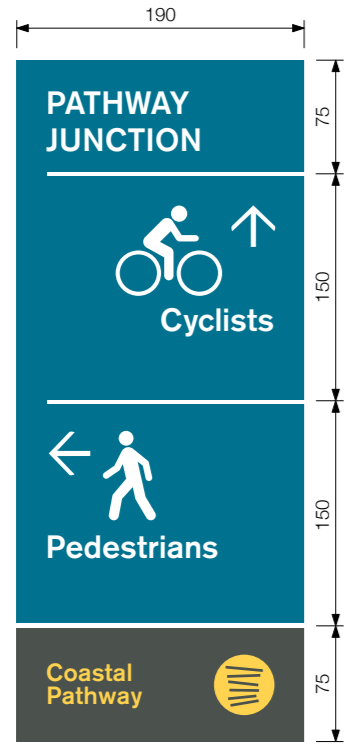 190
PATHWAY
JUNCTION
75
Cyclists
150
Pedestrians
150
Coastal
Pathway
75